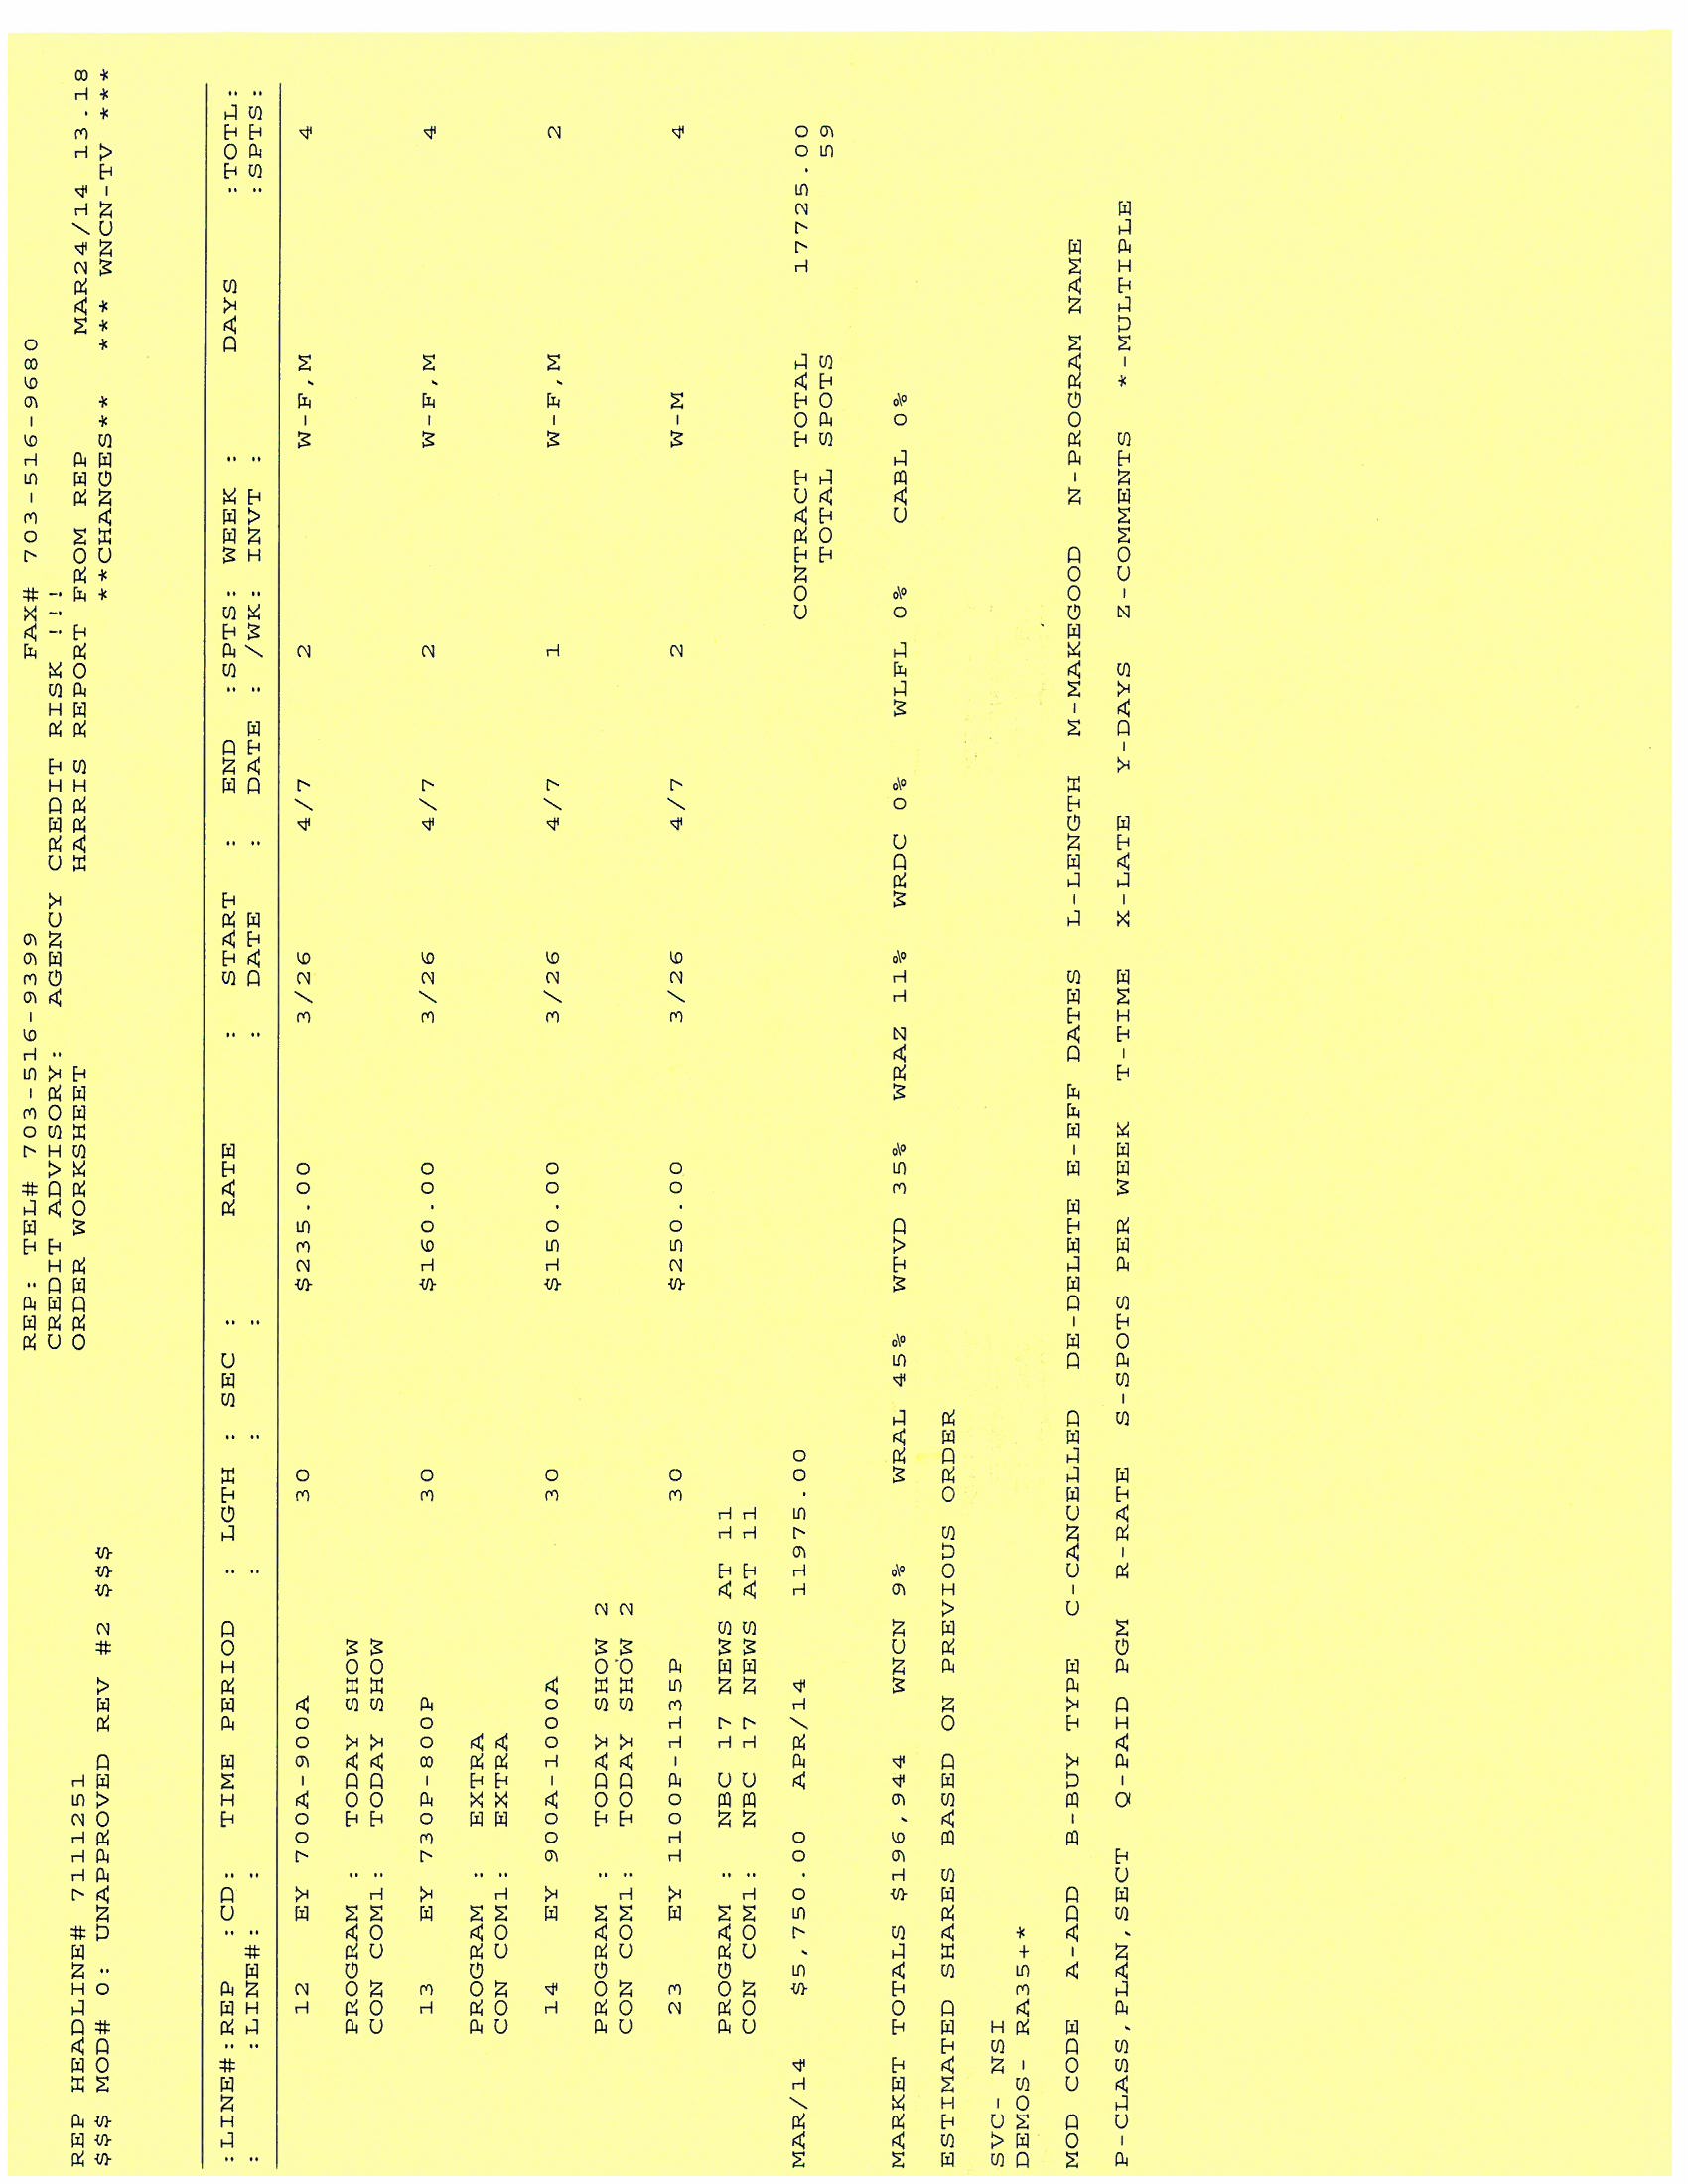 REP: TEL# 703-516-9399 FAX# 703-516-9680
CREDIT ADVISORY: AGENCY CREDIT RISK !!!
REP HEADLINE# 7111251 ORDER WORKSHEET HARRIS REPORT FROM REP MAR24/14 13.18
$$$ MOD# 0: UNAPPROVED REV #2 $$$ **CHANGES** *** WNCN-TV ***
:LINE#:REP :CD: TIME PERIOD : LGTH : SEC : RATE : START : END :SPTS: WEEK : DAYS :TOTL:
: :LINE#: : : : : DATE : DATE : /WK: INVT : :SPTS:
12 EY 700A-900A 30 $235.00 3/26 4/7 2 W-F,M 4
PROGRAM : TODAY SHOW
CON COM1: TODAY SHOW
13 EY 730P-800P 30 $160.00 3/26 4/7 2 W-F,M 4
PROGRAM : EXTRA
CON COM1: EXTRA
14 EY 900A-1000A 30 $150.00 3/26 4/7 1 W-F,M 2
PROGRAM : TODAY SHOW 2
CON COM1: TODAY SHOW 2
23 EY 1100P-1135P 30 $250.00 3/26 4/7 2 W-M 4
PROGRAM : NBC 17 NEWS AT 11
CON COM1: NBC 17 NEWS AT 11
MAR/14 $5,750.00 APR/14 11975.00 CONTRACT TOTAL 17725.00
TOTAL SPOTS 59
MARKET TOTALS $196,944 WNCN 9% WRAL 45% WTVD 35% WRAZ 11% WRDC 0% WLFL 0% CABL 0%
ESTIMATED SHARES BASED ON PREVIOUS ORDER
SVC- NSI
DEMOS- RA35+*
MOD CODE A-ADD B-BUY TYPE C-CANCELLED DE-DELETE E-EFF DATES L-LENGTH M-MAKEGOOD N-PROGRAM NAME
P-CLASS,PLAN,SECT Q-PAID PGM R-RATE S-SPOTS PER WEEK T-TIME X-LATE Y-DAYS Z-COMMENTS *-MULTIPLE